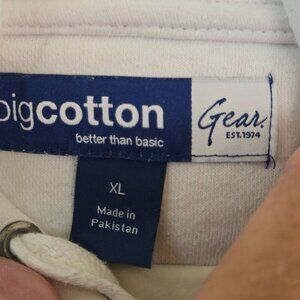 bigcotton
better than basic
Gear.
EST.1974
XL
Made in
Pakistan